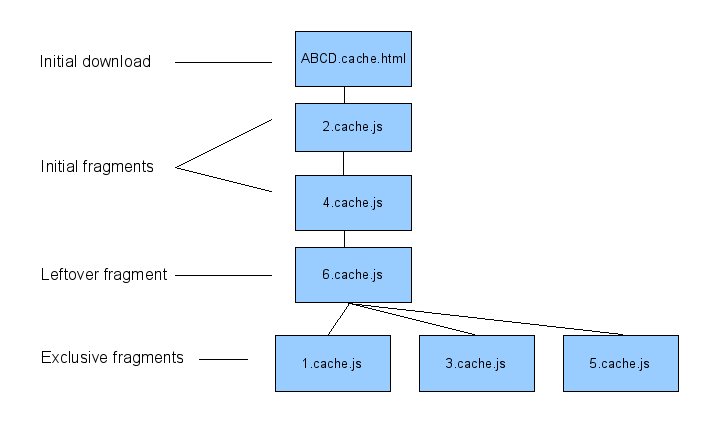 Initial download
ABCD.cache.html
2.cache.js
Initial fragments
4.cache.js
Leftover fragment
6.cache.js
Exclusive fragments
1.cache.js
3.cache.js
5.cache.js